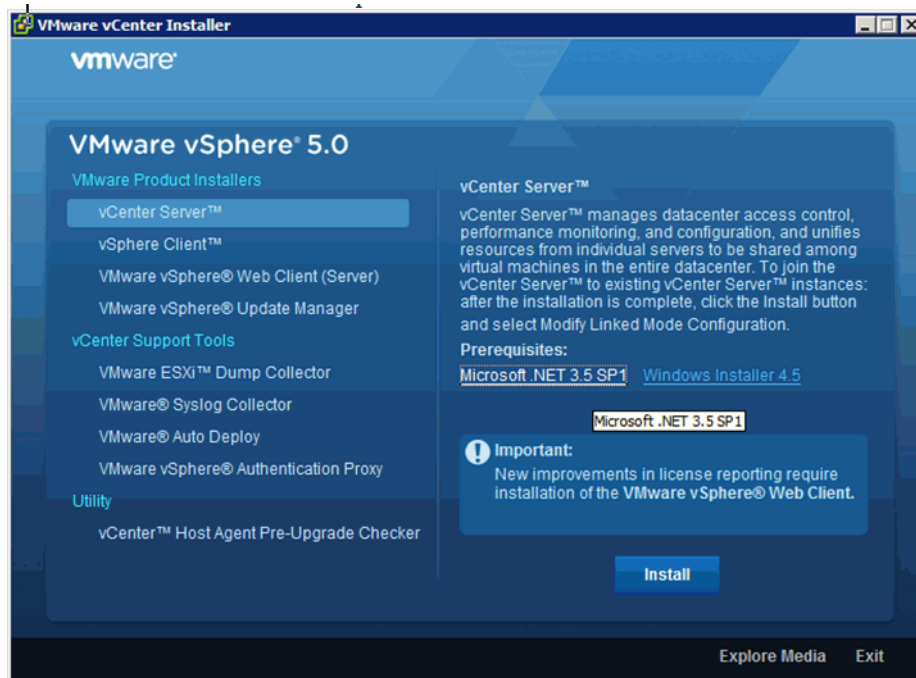 VMware vCenter Installer
vmware
VMware vSphere® 5.0
VMware Product Installers
vCenter Server™
vSphere Client™
VMware vSphere® Web Client (Server)
VMware vSphere® Update Manager
vCenter Support Tools
VMware ESXi™ Dump Collector
VMware® Syslog Collector
VMware® Auto Deploy
VMware vSphere® Authentication Proxy
Utility
vCenter™ Host Agent Pre-Upgrade Checker
vCenter Server™
vCenter Server™ manages datacenter access control,
performance monitoring, and configuration, and unifies
resources from individual servers to be shared among
virtual machines in the entire datacenter. To join the
vCenter Server™ to existing vCenter Server™ instances:
after the installation is complete, click the Install button
and select Modify Linked Mode Configuration.
Prerequisites:
Microsoft .NET 3.5 SP1 Windows Installer 4.5
Microsoft .NET 3.5 SP1
Important:
New improvements in license reporting require
installation of the VMware vSphere® Web Client.
Install
Explore Media Exit